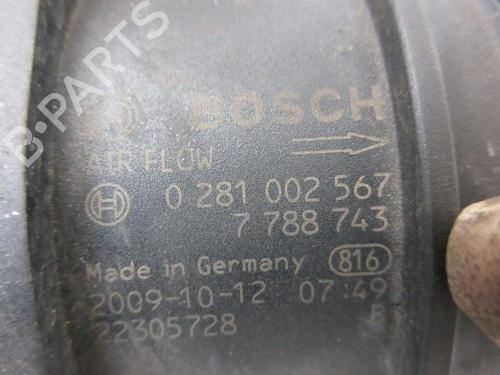 B-PARTS
BOSCH
AIR FLOW
0 281 002 567
7 788 743
Made in Germany 816
2009-10-12 07:49
22305728 B